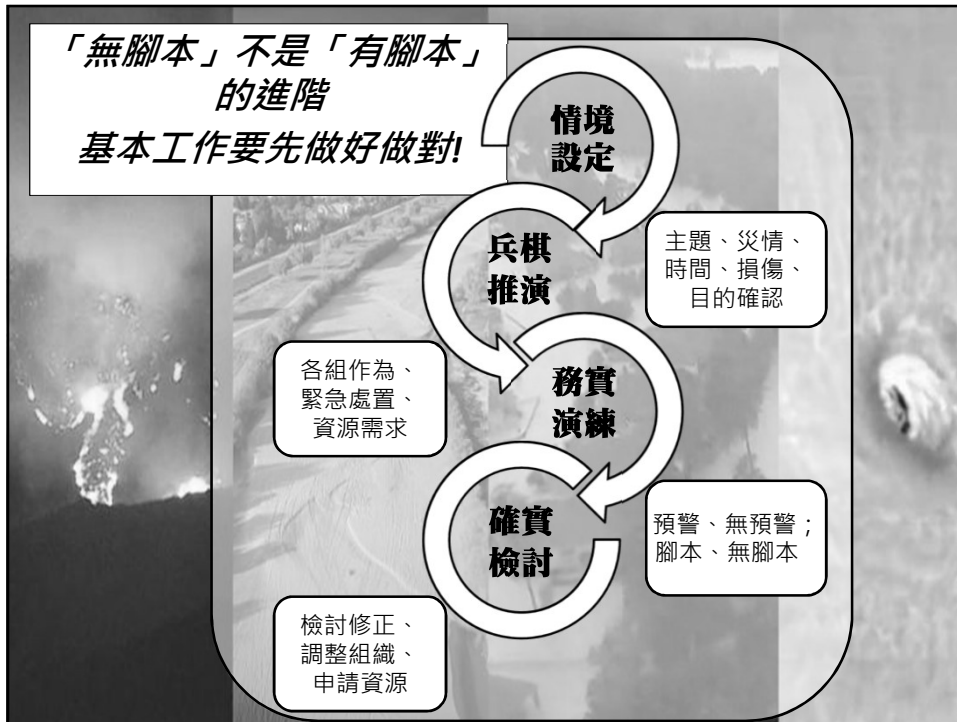 「無腳本」不是「有腳本」
的進階
基本工作要先做好做對!
情境
設定
主題、災情、
時間、損傷、
目的確認
兵棋
推演
各組作為、
緊急處置、
資源需求
務實
演練
預警、無預警；
腳本、無腳本
確實
檢討
檢討修正、
調整組織、
申請資源